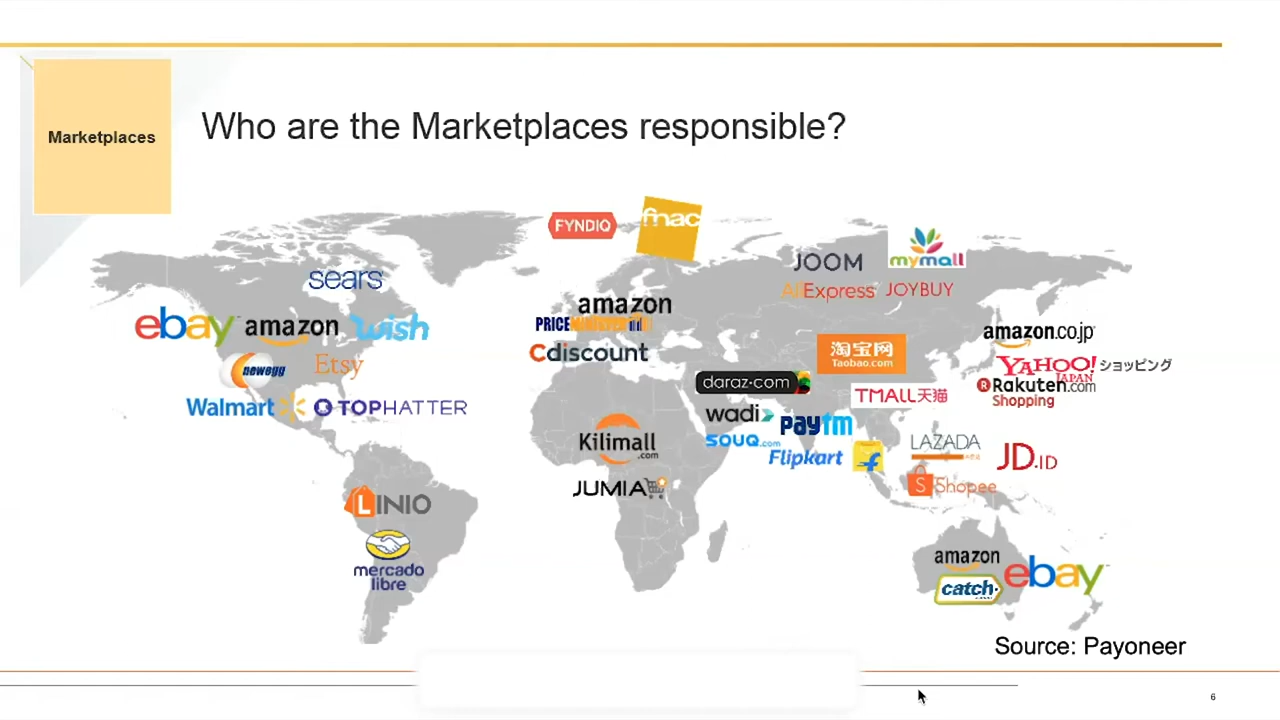 Marketplaces
Who are the Marketplaces responsible?
FYNDIQ
fnac
JOOM
mymall
sears
AliExpress
JOYBUY
ebay
amazon
wish
amazon
PRICEMINISTER
amazon.co.jp
Cdiscount
淘宝网
Taobao.com
newegg
Etsy
YAHOO! ショッピング
JAPAN
daraz.com
Rakuten.com
Shopping
TMALL天猫
Walmart
TOPHATTER
wadi
paytm
Kilimall
.com
souq.com
LAZADA
Flipkart
JD.ID
JUMIA
Shopee
LINIO
amazon
ebay
mercado
libre
catch
Source: Payoneer
6